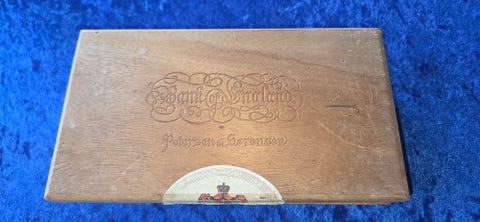 Bank of England
Petersen & Sørensen